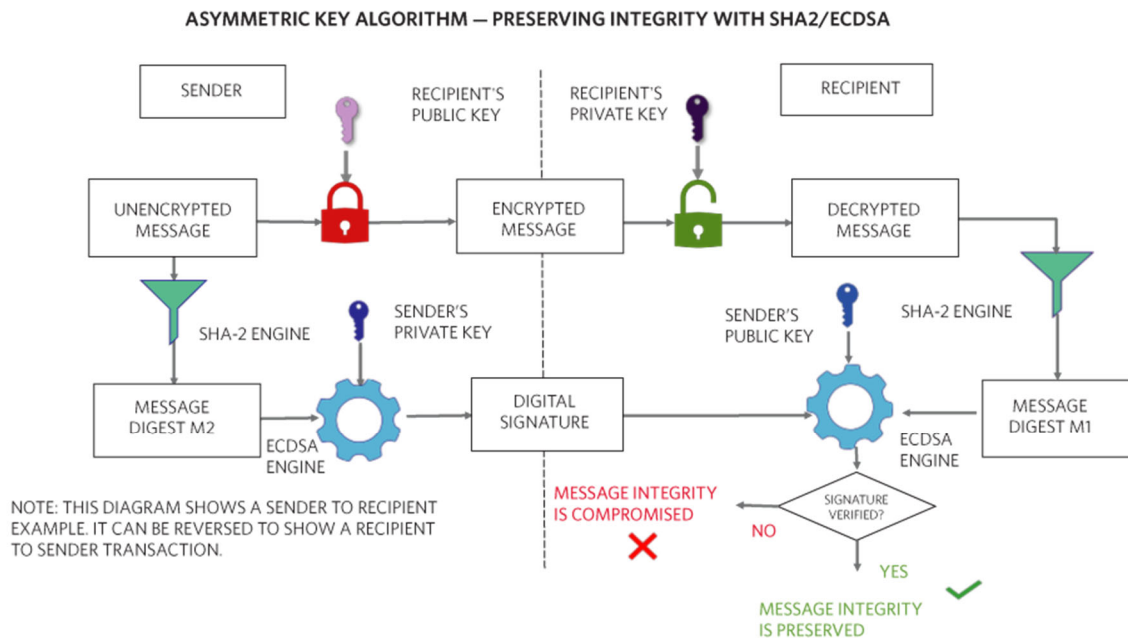 ASYMMETRIC KEY ALGORITHM — PRESERVING INTEGRITY WITH SHA2/ECDSA
SENDER
RECIPIENT'S
PUBLIC KEY
RECIPIENT'S
PRIVATE KEY
RECIPIENT
UNENCRYPTED
MESSAGE
ENCRYPTED
MESSAGE
DECRYPTED
MESSAGE
SHA-2 ENGINE
SENDER'S
PRIVATE KEY
SENDER'S
PUBLIC KEY
SHA-2 ENGINE
MESSAGE
DIGEST M2
ECDSA
ENGINE
DIGITAL
SIGNATURE
ECDSA
ENGINE
MESSAGE
DIGEST M1
NOTE: THIS DIAGRAM SHOWS A SENDER TO RECIPIENT
EXAMPLE. IT CAN BE REVERSED TO SHOW A RECIPIENT
TO SENDER TRANSACTION.
MESSAGE INTEGRITY
IS COMPROMISED
NO
SIGNATURE
VERIFIED?
YES
MESSAGE INTEGRITY
IS PRESERVED